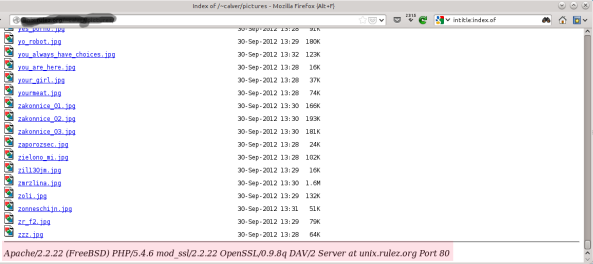 Index of /~calver/pictures - Mozilla Firefox (Alt+F)
intitle:index.of
yes_porno.jpg 30-Sep-2012 13:28 91K
yo_robot.jpg 30-Sep-2012 13:29 180K
you_always_have_choices.jpg 30-Sep-2012 13:32 123K
you_are_here.jpg 30-Sep-2012 13:28 16K
your_girl.jpg 30-Sep-2012 13:28 37K
yourmeat.jpg 30-Sep-2012 13:28 74K
zakonnice_01.jpg 30-Sep-2012 13:30 166K
zakonnice_02.jpg 30-Sep-2012 13:30 193K
zakonnice_03.jpg 30-Sep-2012 13:30 181K
zaporozsec.jpg 30-Sep-2012 13:28 24K
zielono_mi.jpg 30-Sep-2012 13:28 102K
zil130jm.jpg 30-Sep-2012 13:29 16K
zmrzlina.jpg 30-Sep-2012 13:30 1.6M
zoli.jpg 30-Sep-2012 13:29 132K
zonneschijn.jpg 30-Sep-2012 13:31 51K
zr_f2.jpg 30-Sep-2012 13:29 79K
zzz.jpg 30-Sep-2012 13:28 64K
Apache/2.2.22 (FreeBSD) PHP/5.4.6 mod_ssl/2.2.22 OpenSSL/0.9.8q DAV/2 Server at unix.rulez.org Port 80